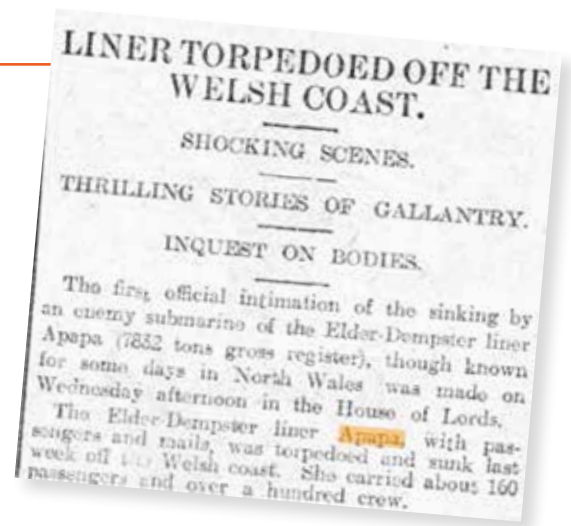 LINER TORPEDOED OFF THE
WELSH COAST.
SHOCKING SCENES.
THRILLING STORIES OF GALLANTRY.
INQUEST ON BODIES.
The first official intimation of the sinking by
an enemy submarine of the Elder-Dempster liner
Apapa (7832 tons gross register), though known
for some days in North Wales was made on
Wednesday afternoon in the House of Lords.
The Elder-Dempster liner Apapa, with pas-
sengers and mails, was torpedoed and sunk last
week off the Welsh coast. She carried about 160
passengers and over a hundred crew.